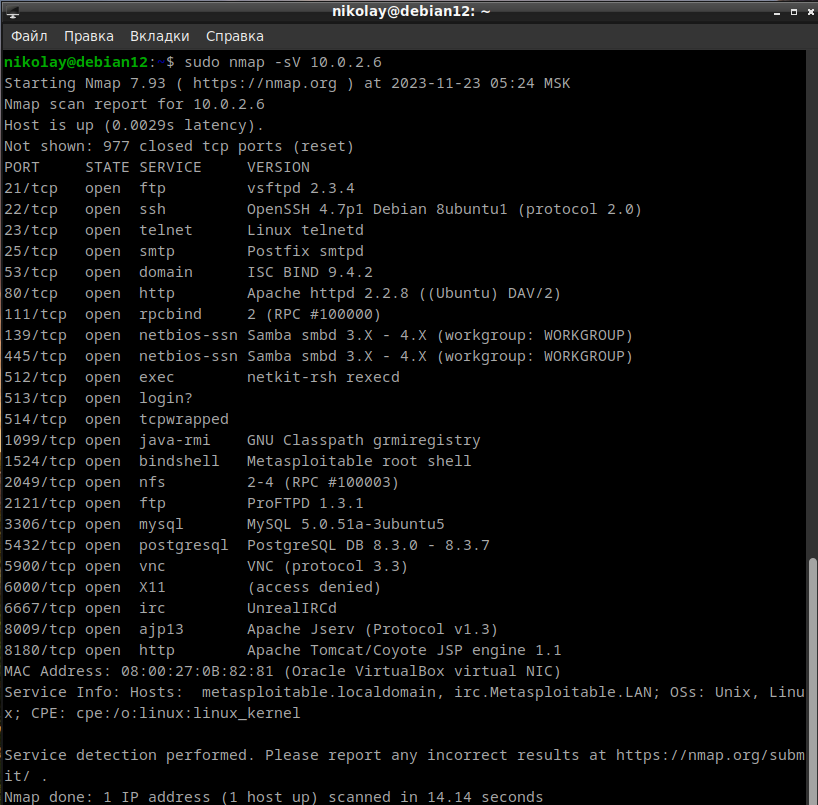 nikolay@debian12: ~
Файл Правка Вкладки Справка
nikolay@debian12:~$ sudo nmap -sV 10.0.2.6
Starting Nmap 7.93 ( https://nmap.org ) at 2023-11-23 05:24 MSK
Nmap scan report for 10.0.2.6
Host is up (0.0029s latency).
Not shown: 977 closed tcp ports (reset)
PORT     STATE SERVICE     VERSION
21/tcp   open  ftp         vsftpd 2.3.4
22/tcp   open  ssh         OpenSSH 4.7p1 Debian 8ubuntu1 (protocol 2.0)
23/tcp   open  telnet      Linux telnetd
25/tcp   open  smtp        Postfix smtpd
53/tcp   open  domain      ISC BIND 9.4.2
80/tcp   open  http        Apache httpd 2.2.8 ((Ubuntu) DAV/2)
111/tcp  open  rpcbind     2 (RPC #100000)
139/tcp  open  netbios-ssn Samba smbd 3.X - 4.X (workgroup: WORKGROUP)
445/tcp  open  netbios-ssn Samba smbd 3.X - 4.X (workgroup: WORKGROUP)
512/tcp  open  exec        netkit-rsh rexecd
513/tcp  open  login?
514/tcp  open  tcpwrapped
1099/tcp open  java-rmi    GNU Classpath grmiregistry
1524/tcp open  bindshell   Metasploitable root shell
2049/tcp open  nfs         2-4 (RPC #100003)
2121/tcp open  ftp         ProFTPD 1.3.1
3306/tcp open  mysql       MySQL 5.0.51a-3ubuntu5
5432/tcp open  postgresql  PostgreSQL DB 8.3.0 - 8.3.7
5900/tcp open  vnc         VNC (protocol 3.3)
6000/tcp open  X11         (access denied)
6667/tcp open  irc         UnrealIRCd
8009/tcp open  ajp13       Apache Jserv (Protocol v1.3)
8180/tcp open  http        Apache Tomcat/Coyote JSP engine 1.1
MAC Address: 08:00:27:0B:82:81 (Oracle VirtualBox virtual NIC)
Service Info: Hosts:  metasploitable.localdomain, irc.Metasploitable.LAN; OSs: Unix, Linu
x; CPE: cpe:/o:linux:linux_kernel
Service detection performed. Please report any incorrect results at https://nmap.org/subm
it/ .
Nmap done: 1 IP address (1 host up) scanned in 14.14 seconds